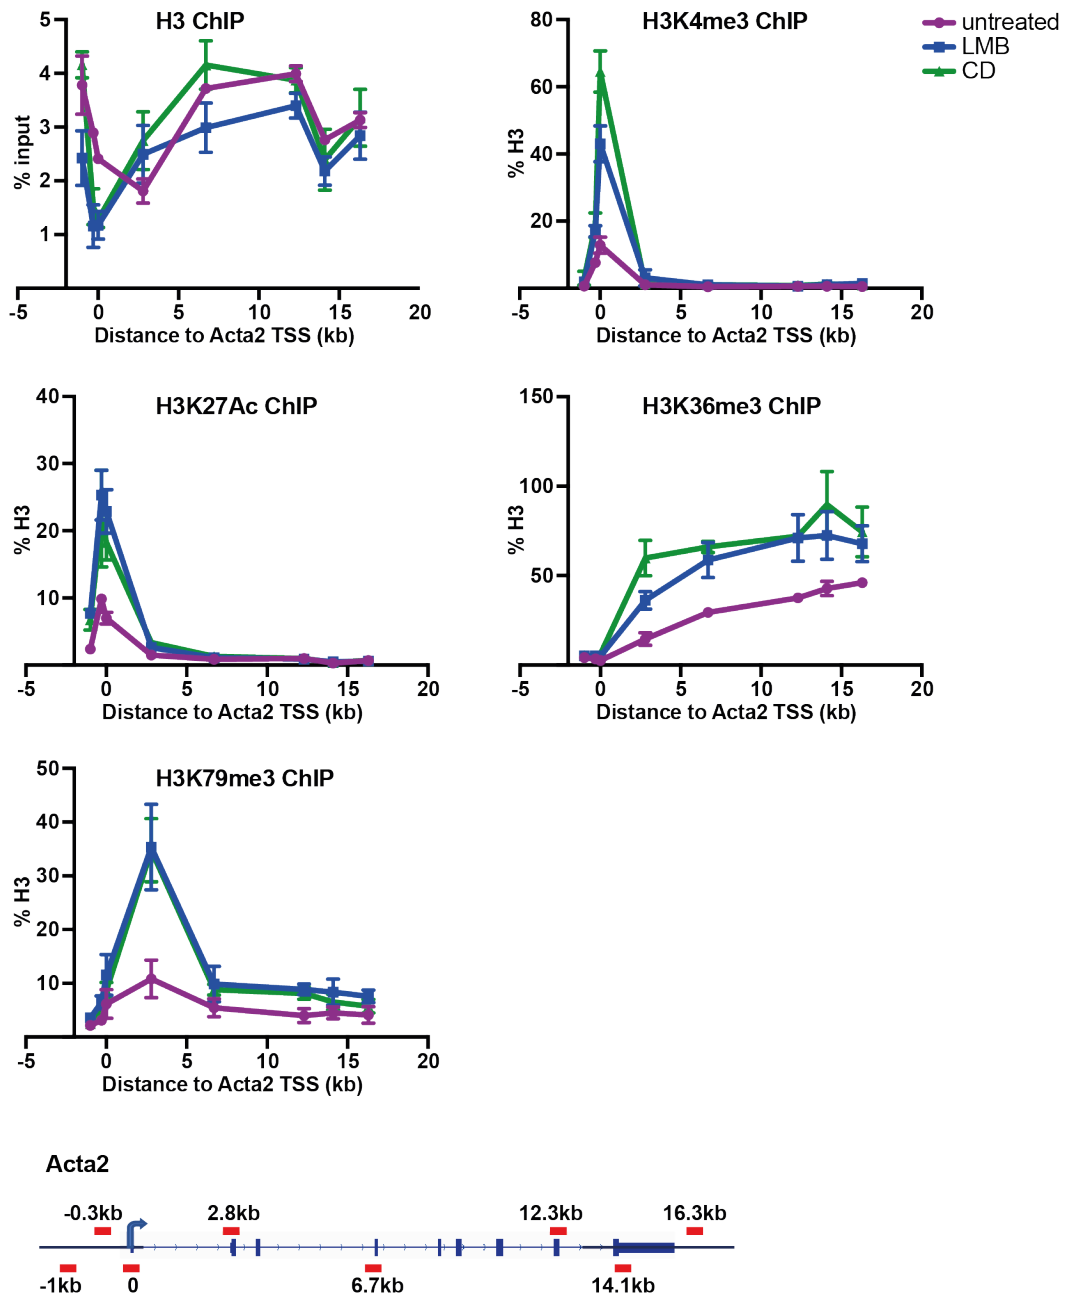 H3 ChIP
5
4
3
2
1
% input
-5 0 5 10 15 20
Distance to Acta2 TSS (kb)
H3K4me3 ChIP
80
60
40
20
% H3
-5 0 5 10 15 20
Distance to Acta2 TSS (kb)
untreated
LMB
CD
H3K27Ac ChIP
40
30
20
10
% H3
-5 0 5 10 15 20
Distance to Acta2 TSS (kb)
H3K36me3 ChIP
150
100
50
% H3
-5 0 5 10 15 20
Distance to Acta2 TSS (kb)
H3K79me3 ChIP
50
40
30
20
10
% H3
-5 0 5 10 15 20
Distance to Acta2 TSS (kb)
Acta2
-0.3kb 2.8kb 12.3kb 16.3kb
-1kb 0 6.7kb 14.1kb